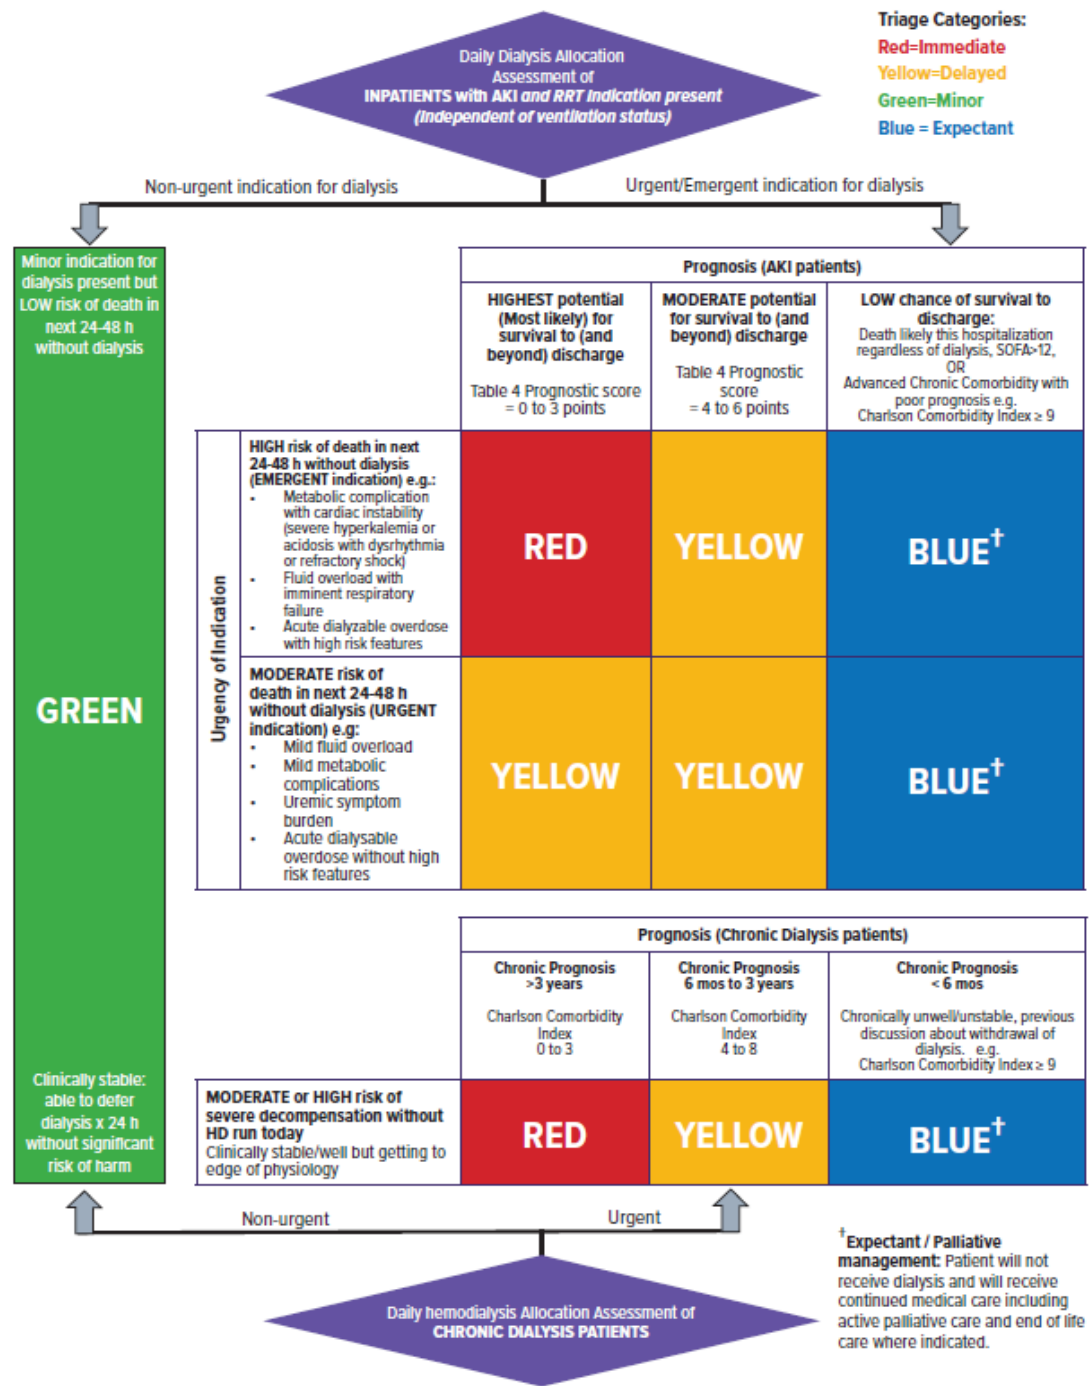 Daily Dialysis Allocation
Assessment of
INPATIENTS with AKI and RRT Indication present
(Independent of ventilation status)
Triage Categories:
Red=Immediate
Yellow=Delayed
Green=Minor
Blue = Expectant
Non-urgent indication for dialysis
Urgent/Emergent indication for dialysis
Minor indication for
dialysis present but
LOW risk of death in
next 24-48 h
without dialysis
GREEN
Clinically stable:
able to defer
dialysis x 24 h
without significant
risk of harm
Prognosis (AKI patients)
HIGHEST potential
(Most likely) for
survival to (and
beyond) discharge
Table 4 Prognostic score
= 0 to 3 points
MODERATE potential
for survival to (and
beyond) discharge
Table 4 Prognostic
score
= 4 to 6 points
LOW chance of survival to
discharge:
Death likely this hospitalization
regardless of dialysis, SOFA>12,
OR
Advanced Chronic Comorbidity with
poor prognosis e.g.
Charlson Comorbidity Index ≥ 9
Urgency of Indication
HIGH risk of death in next
24-48 h without dialysis
(EMERGENT indication) e.g.:
• Metabolic complication
with cardiac instability
(severe hyperkalemia or
acidosis with dysrhythmia
or refractory shock)
• Fluid overload with
imminent respiratory
failure
• Acute dialyzable overdose
with high risk features
RED
YELLOW
BLUE†
MODERATE risk of
death in next 24-48 h
without dialysis (URGENT
indication) e.g:
• Mild fluid overload
• Mild metabolic
complications
• Uremic symptom
burden
• Acute dialysable
overdose without high
risk features
YELLOW
YELLOW
BLUE†
Prognosis (Chronic Dialysis patients)
Chronic Prognosis
>3 years
Charlson Comorbidity
Index
0 to 3
Chronic Prognosis
6 mos to 3 years
Charlson Comorbidity
Index
4 to 8
Chronic Prognosis
< 6 mos
Chronically unwell/unstable, previous
discussion about withdrawal of
dialysis. e.g.
Charlson Comorbidity Index ≥ 9
MODERATE or HIGH risk of
severe decompensation without
HD run today
Clinically stable/well but getting to
edge of physiology
RED
YELLOW
BLUE†
Non-urgent
Urgent
Daily hemodialysis Allocation Assessment of
CHRONIC DIALYSIS PATIENTS
†Expectant / Palliative
management: Patient will not
receive dialysis and will receive
continued medical care including
active palliative care and end of life
care where indicated.